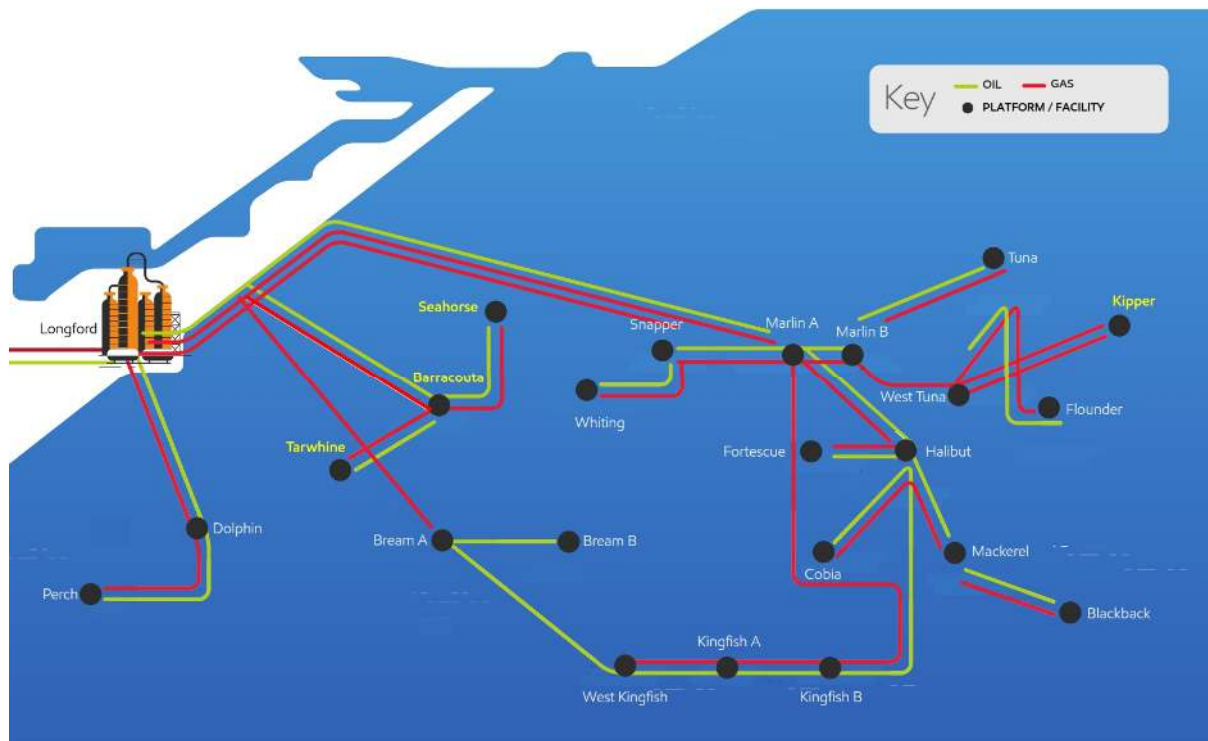 Key
OIL
GAS
PLATFORM / FACILITY
Tuna
Kipper
Seahorse
Longford
Snapper
Marlin A
Marlin B
Barracouta
West Tuna
Flounder
Whiting
Tarwhine
Fortescue
Halibut
Dolphin
Bream A
Bream B
Cobia
Mackerel
Perch
Blackback
Kingfish A
West Kingfish
Kingfish B